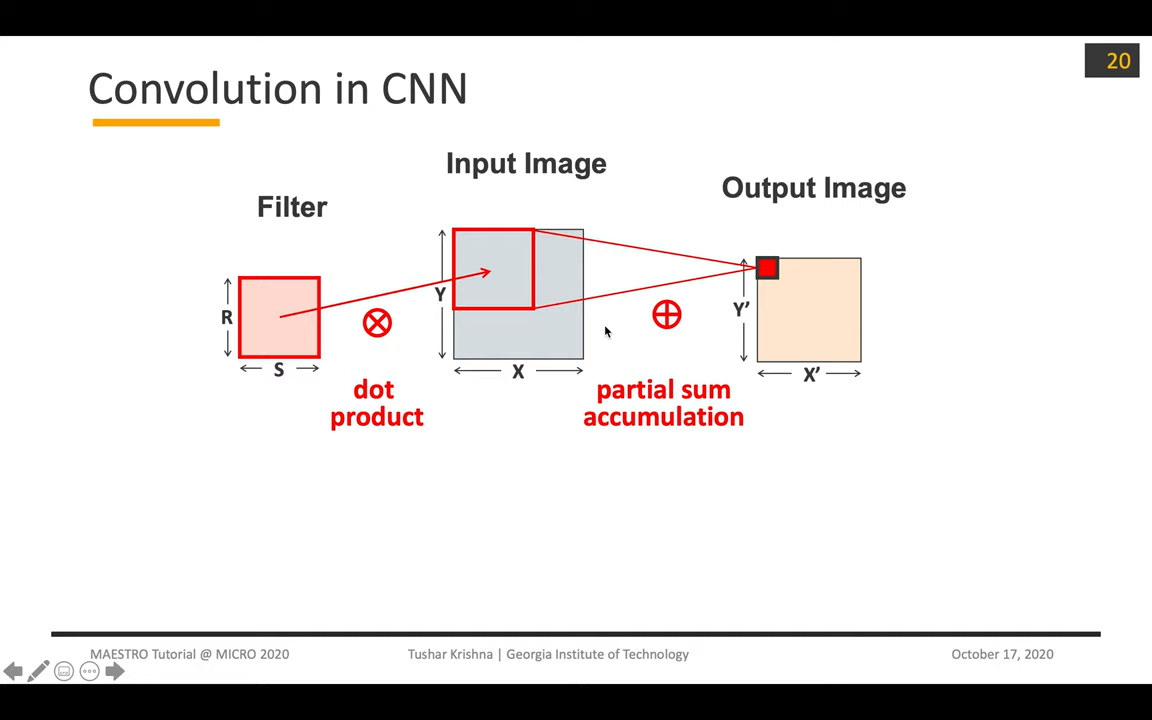 20
Convolution in CNN
Input Image
Output Image
Filter
R
S
Y
X
Y’
X’
dot
product
partial sum
accumulation
MAESTRO Tutorial @ MICRO 2020
Tushar Krishna | Georgia Institute of Technology
October 17, 2020